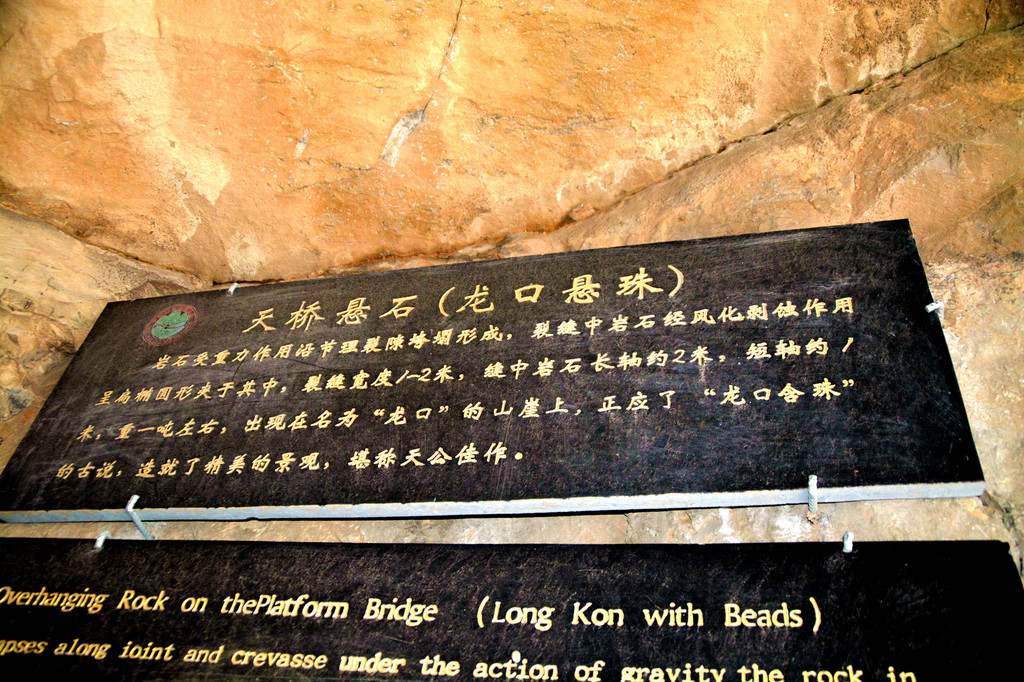 天桥悬石(龙口悬珠)
岩石受重力作用沿节理裂隙垮塌形成，裂缝中岩石经风化剥蚀作用
呈扁椭圆形夹于其中，裂缝宽度1-2米，缝中岩石长轴约2米，短轴约1
米，重一吨左右，出现在名为“龙口”的山崖上，正应了“龙口含珠”
的古说，造就了精美的景观，堪称天公佳作。
Overhanging Rock on thePlatform Bridge (Long Kon with Beads)
apses along ioint and crevasse under the action of gravity the rock in